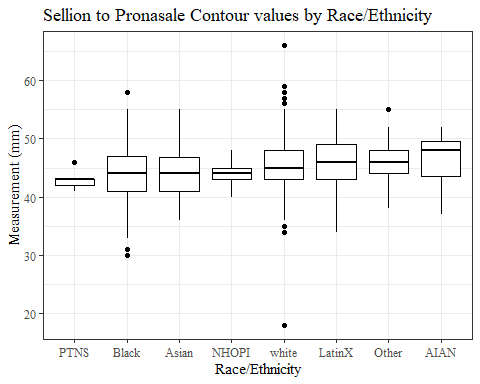 Sellion to Pronasale Contour values by Race/Ethnicity
Measurement (mm)
60
50
40
30
20
PTNS Black Asian NHOPI white LatinX Other AIAN
Race/Ethnicity